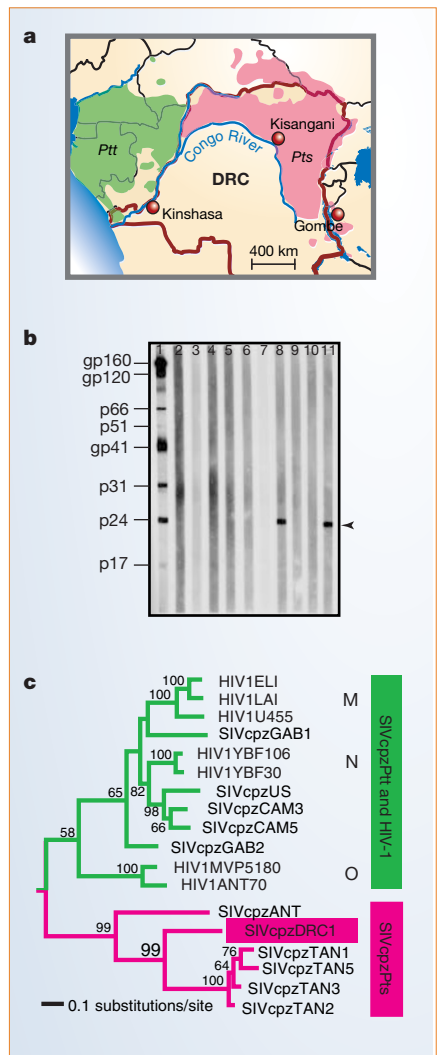 a
Ptt
Congo River
Kisangani
Pts
DRC
Kinshasa
Gombe
400 km
b
1 2 3 4 5 6 7 8 9 10 11
gp160
gp120
p66
p51
gp41
p31
p24
p17
c
100 HIV1ELI
100 HIV1LAI M
HIV1U455
SIVcpzGAB1
100 HIV1YBF106 N
HIV1YBF30
65 82 SIVcpzUS
98 SIVcpzCAM3
66 SIVcpzCAM5
58 SIVcpzGAB2
100 HIV1MVP5180 O
HIV1ANT70
SIVcpzPtt and HIV-1
99 SIVcpzANT
99 SIVcpzDRC1
76 SIVcpzTAN1
64 SIVcpzTAN5
100 SIVcpzTAN3
SIVcpzTAN2
SIVcpzPts
0.1 substitutions/site